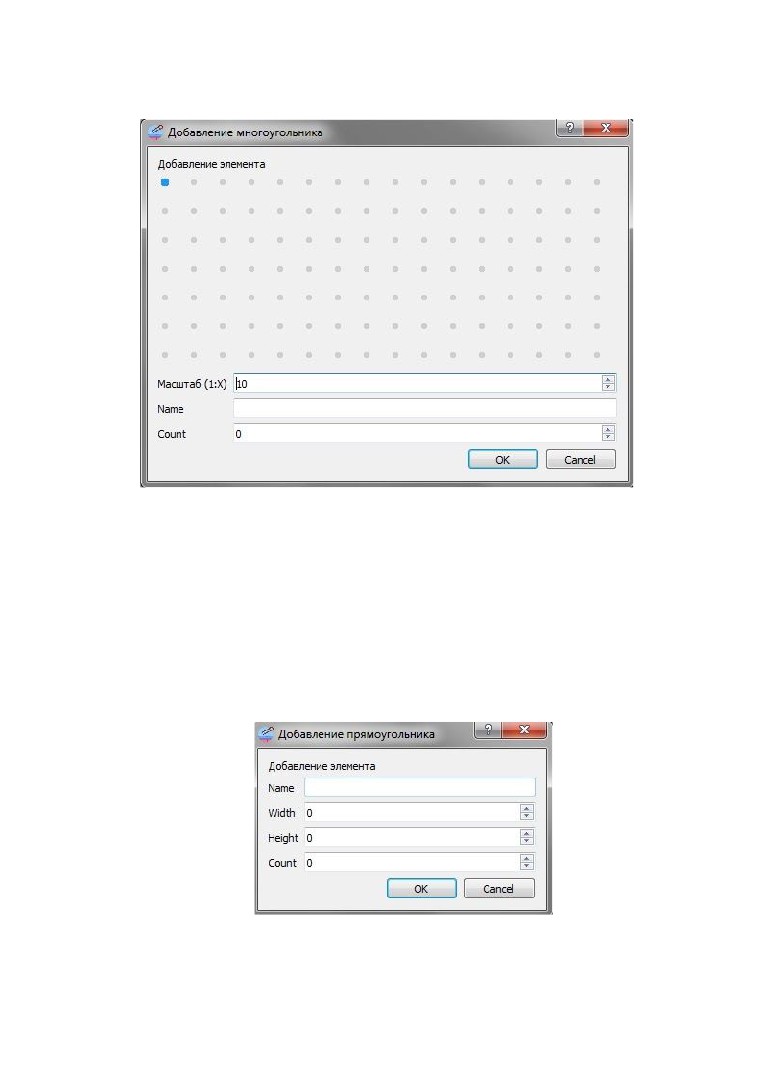 Добавление многоугольника
?
Добавление элемента
Масштаб (1:X) 10
Name
Count 0
OK Cancel
Добавление прямоугольника
?
Добавление элемента
Name
Width 0
Height 0
Count 0
OK Cancel